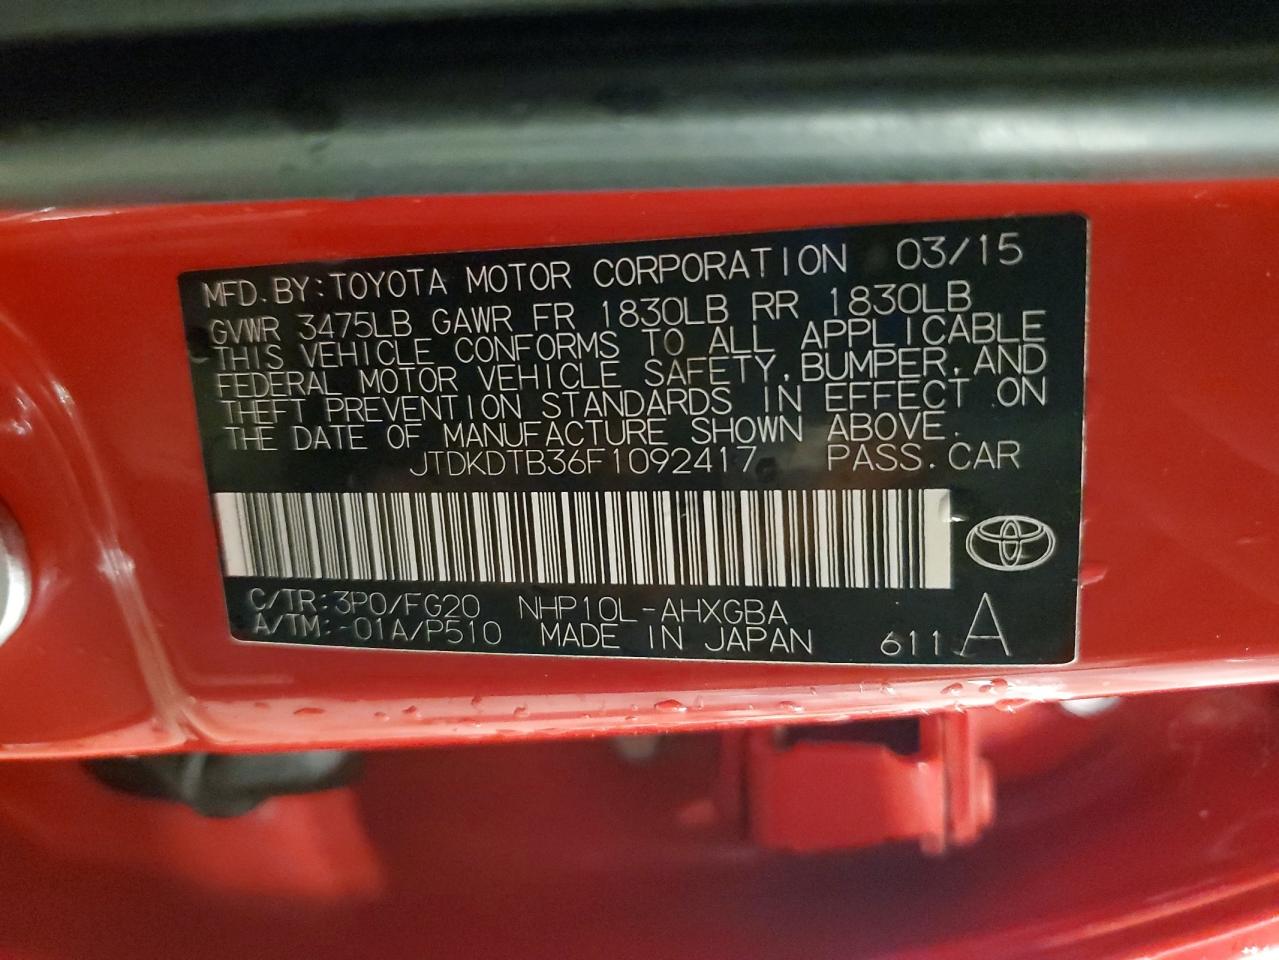 MFD.BY:TOYOTA MOTOR CORPORATION 03/15
GVWR 3475LB GAWR FR 1830LB RR 1830LB
THIS VEHICLE CONFORMS TO ALL APPLICABLE
FEDERAL MOTOR VEHICLE SAFETY,BUMPER,AND
THEFT PREVENTION STANDARDS IN EFFECT ON
THE DATE OF MANUFACTURE SHOWN ABOVE.
JTDKDTB36F1092417 PASS.CAR
C/TR:3P0/FG20 NHP10L-AHXGBA
A/TM:-01A/P510 MADE IN JAPAN 611 A